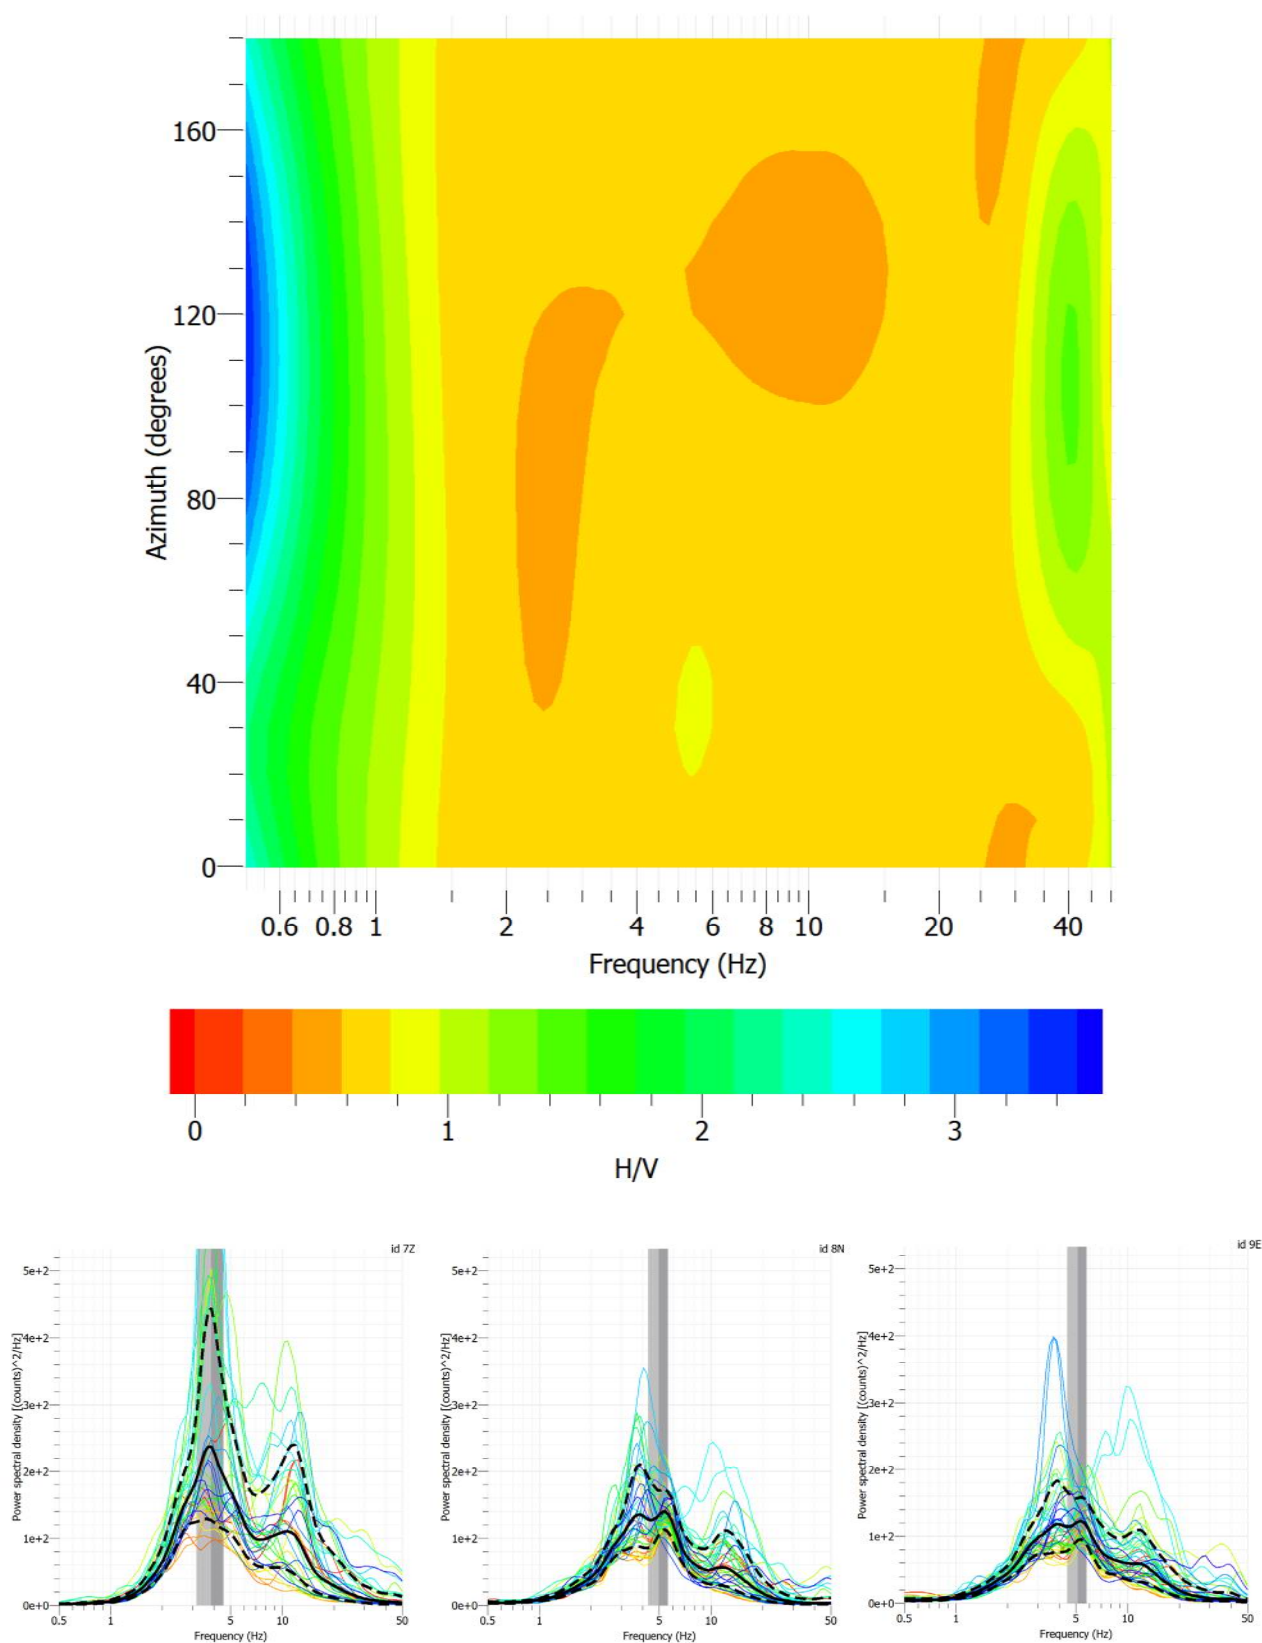 160
120
80
40
0
Azimuth (degrees)
0.6 0.8 1 2 4 6 8 10 20 40
Frequency (Hz)
0 1 2 3
H/V
id 7Z
5e+2
4e+2
3e+2
2e+2
1e+2
0e+0
Power spectral density [(counts)^2/Hz]
0.5 1 5 10 50
Frequency (Hz)
id 8N
5e+2
4e+2
3e+2
2e+2
1e+2
0e+0
Power spectral density [(counts)^2/Hz]
0.5 1 5 10 50
Frequency (Hz)
id 9E
5e+2
4e+2
3e+2
2e+2
1e+2
0e+0
Power spectral density [(counts)^2/Hz]
0.5 1 5 10 50
Frequency (Hz)